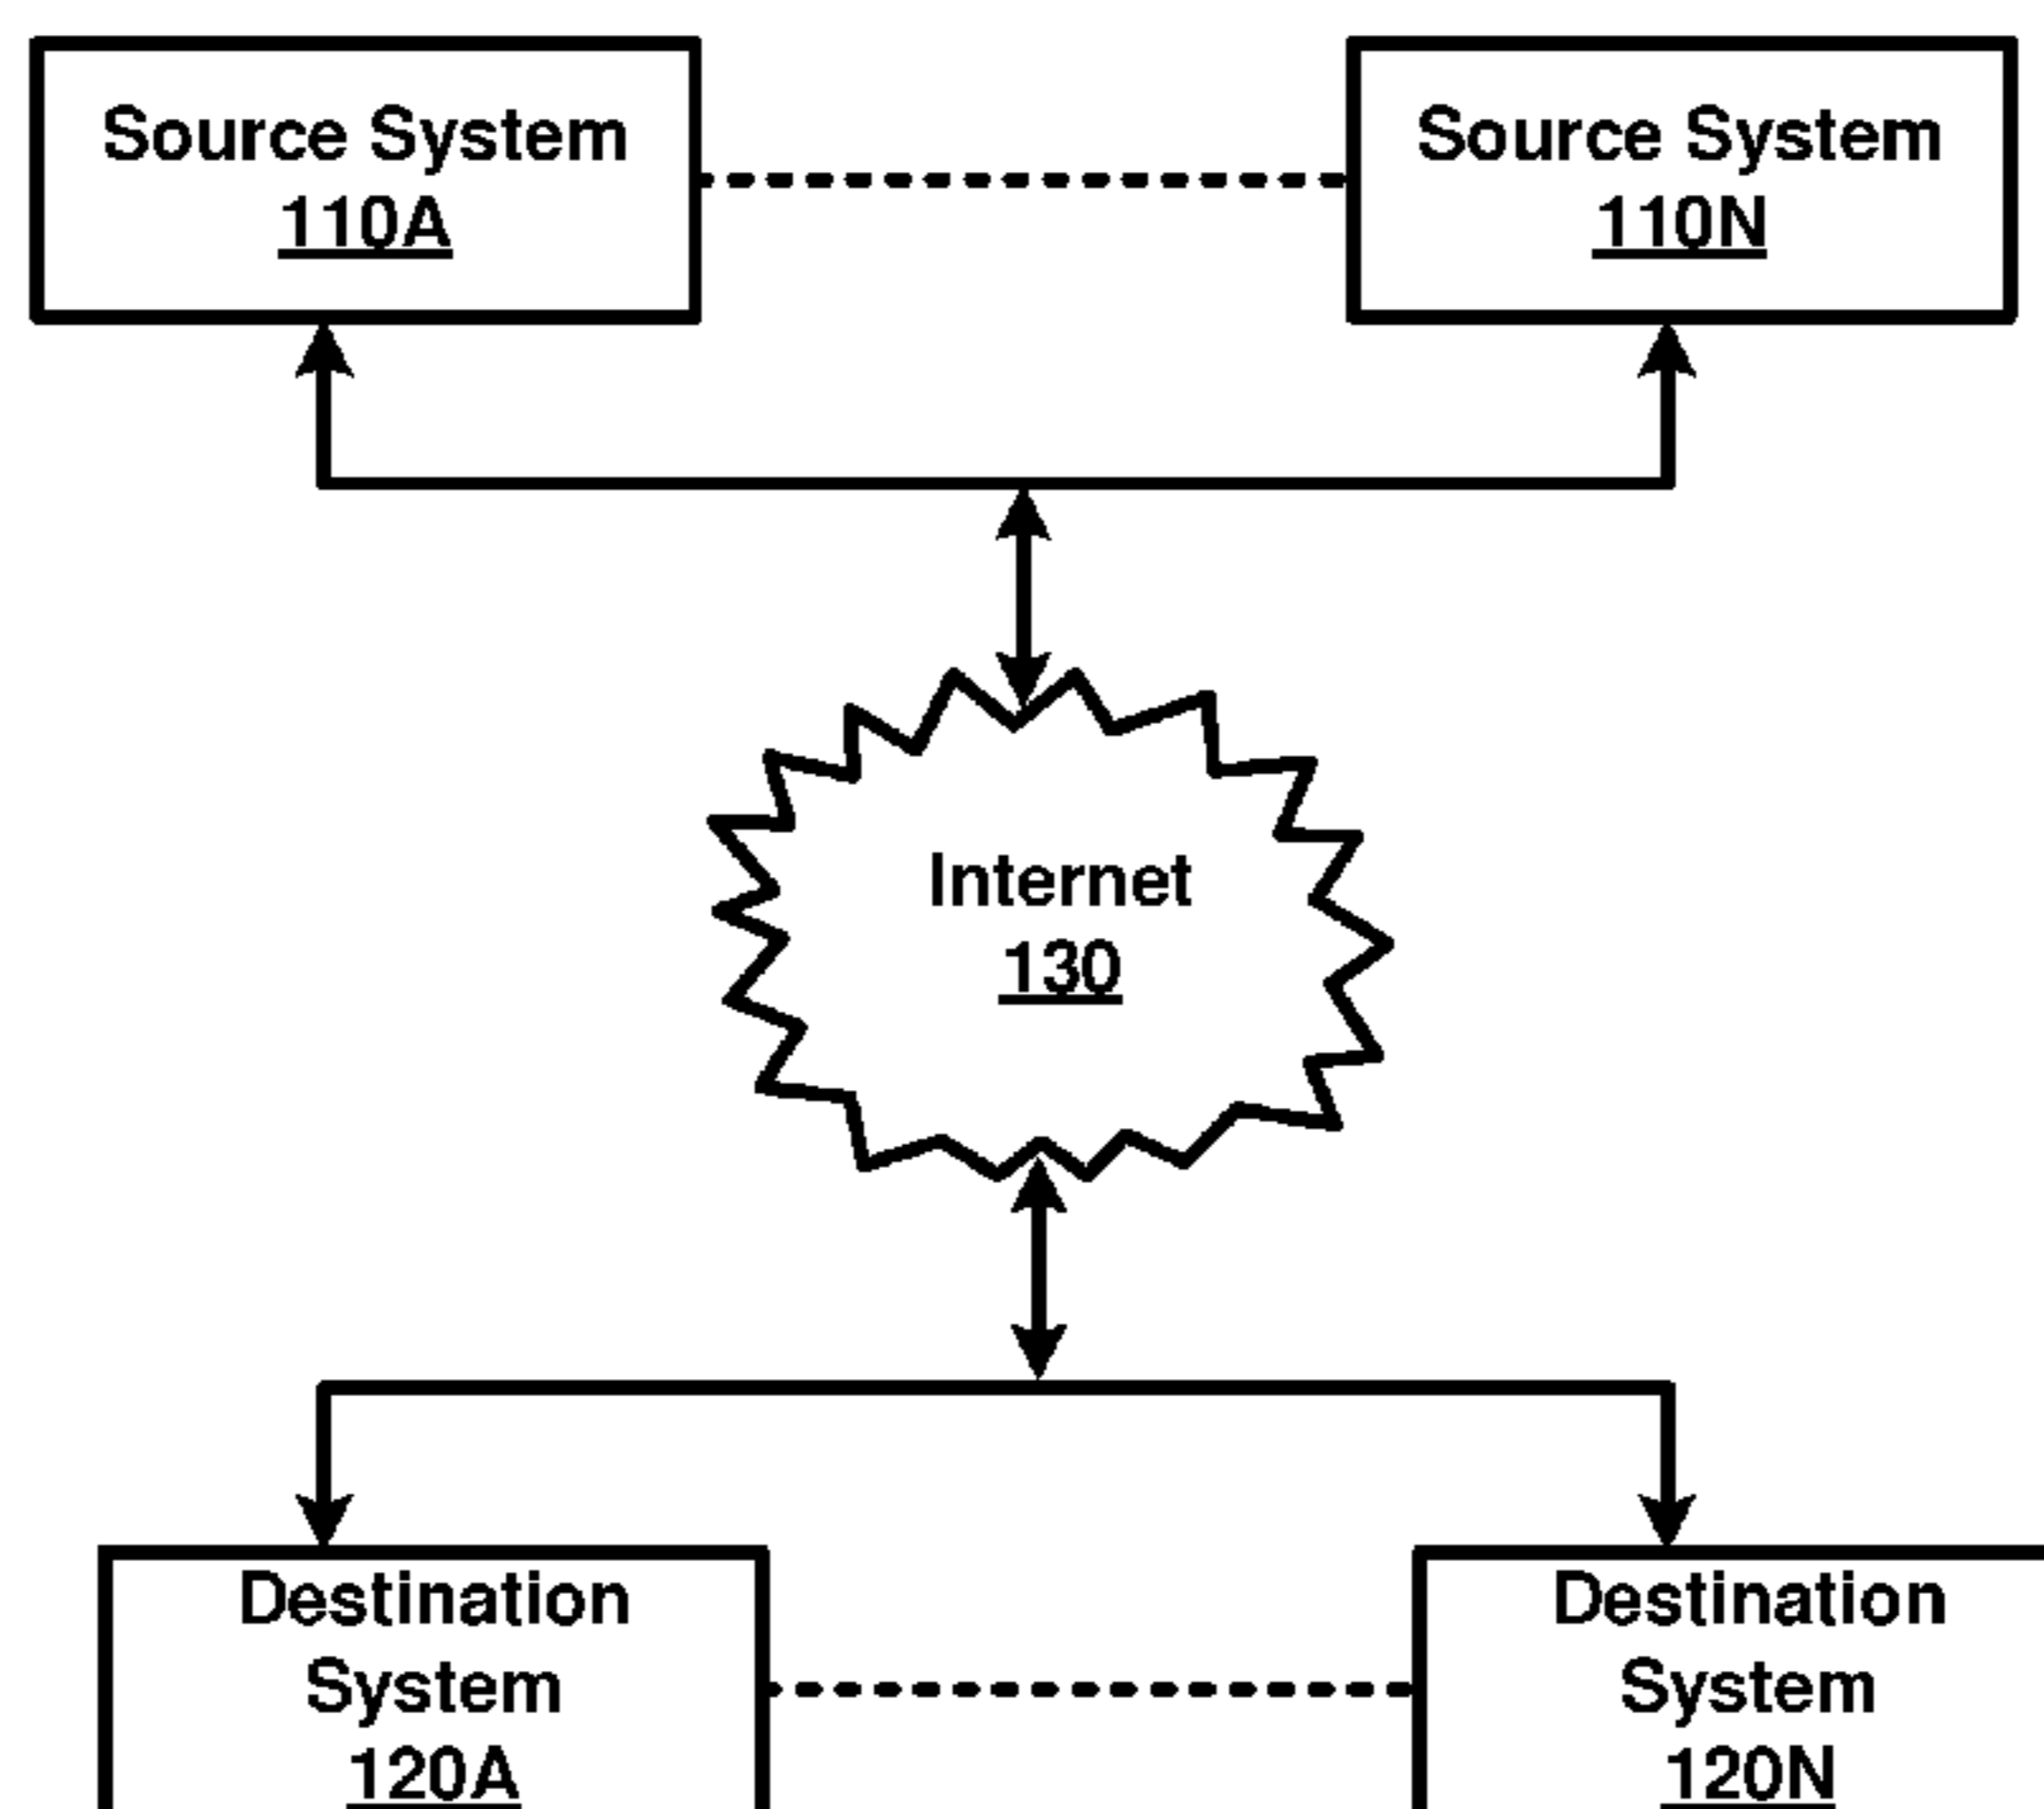 Source System
110A
Source System
110N
Internet
130
Destination
System
120A
Destination
System
120N